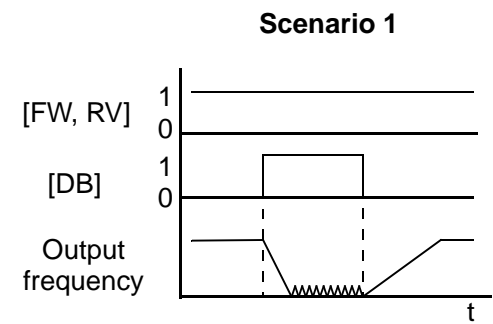 Scenario 1
[FW, RV]
1
0
[DB]
1
0
Output
frequency
t